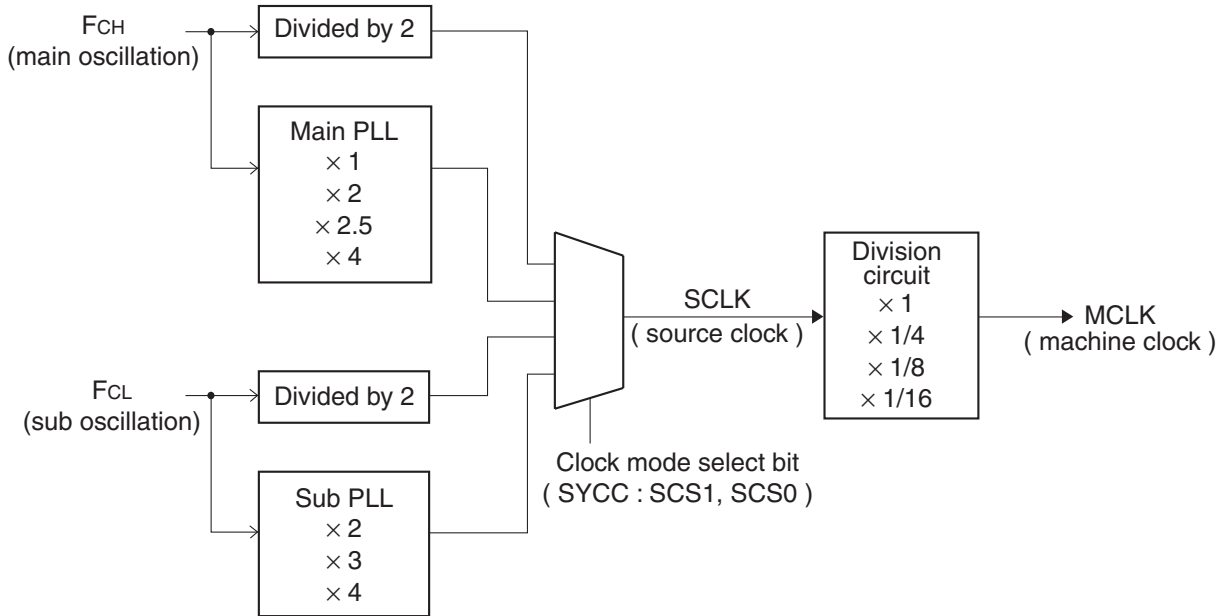 FCH
(main oscillation)
Divided by 2
Main PLL
× 1
× 2
× 2.5
× 4
FCL
(sub oscillation)
Divided by 2
Sub PLL
× 2
× 3
× 4
Clock mode select bit
( SYCC : SCS1, SCS0 )
SCLK
( source clock )
Division
circuit
× 1
× 1/4
× 1/8
× 1/16
MCLK
( machine clock )